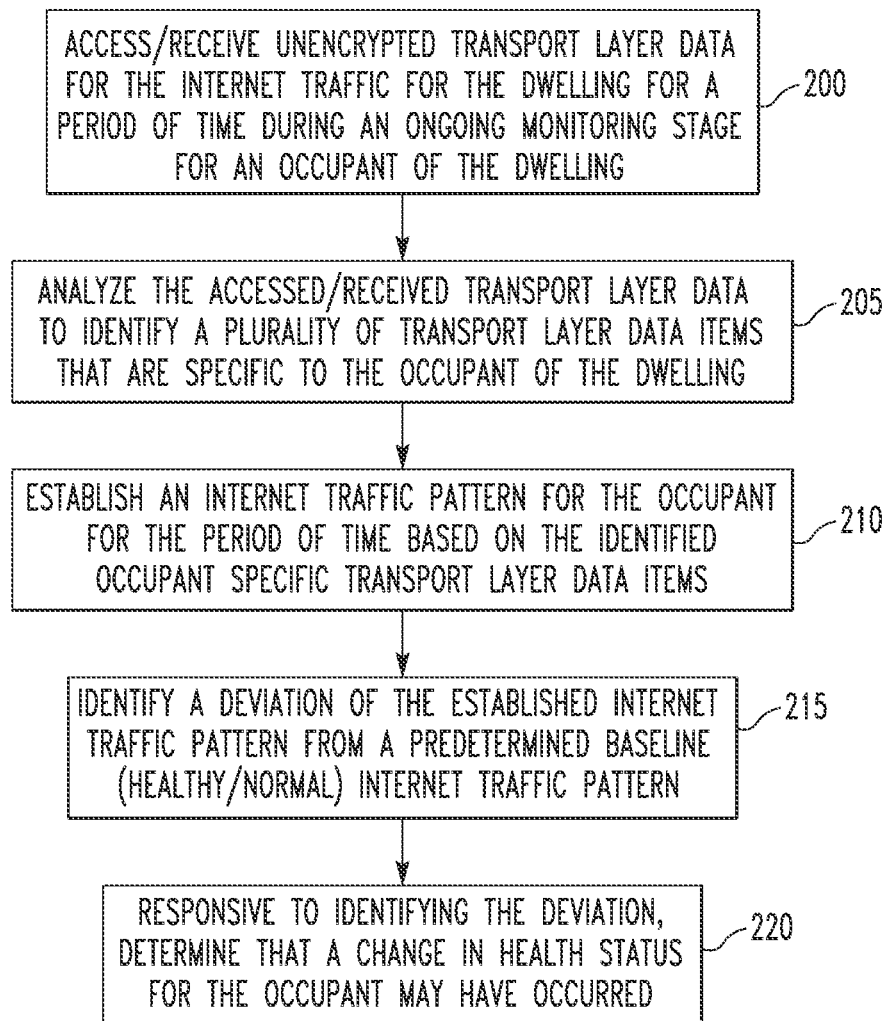 ACCESS/RECEIVE UNENCRYPTED TRANSPORT LAYER DATA
FOR THE INTERNET TRAFFIC FOR THE DWELLING FOR A
PERIOD OF TIME DURING AN ONGOING MONITORING STAGE
FOR AN OCCUPANT OF THE DWELLING
200
ANALYZE THE ACCESSED/RECEIVED TRANSPORT LAYER DATA
TO IDENTIFY A PLURALITY OF TRANSPORT LAYER DATA ITEMS
THAT ARE SPECIFIC TO THE OCCUPANT OF THE DWELLING
205
ESTABLISH AN INTERNET TRAFFIC PATTERN FOR THE OCCUPANT
FOR THE PERIOD OF TIME BASED ON THE IDENTIFIED
OCCUPANT SPECIFIC TRANSPORT LAYER DATA ITEMS
210
IDENTIFY A DEVIATION OF THE ESTABLISHED INTERNET
TRAFFIC PATTERN FROM A PREDETERMINED BASELINE
(HEALTHY/NORMAL) INTERNET TRAFFIC PATTERN
215
RESPONSIVE TO IDENTIFYING THE DEVIATION,
DETERMINE THAT A CHANGE IN HEALTH STATUS
FOR THE OCCUPANT MAY HAVE OCCURRED
220